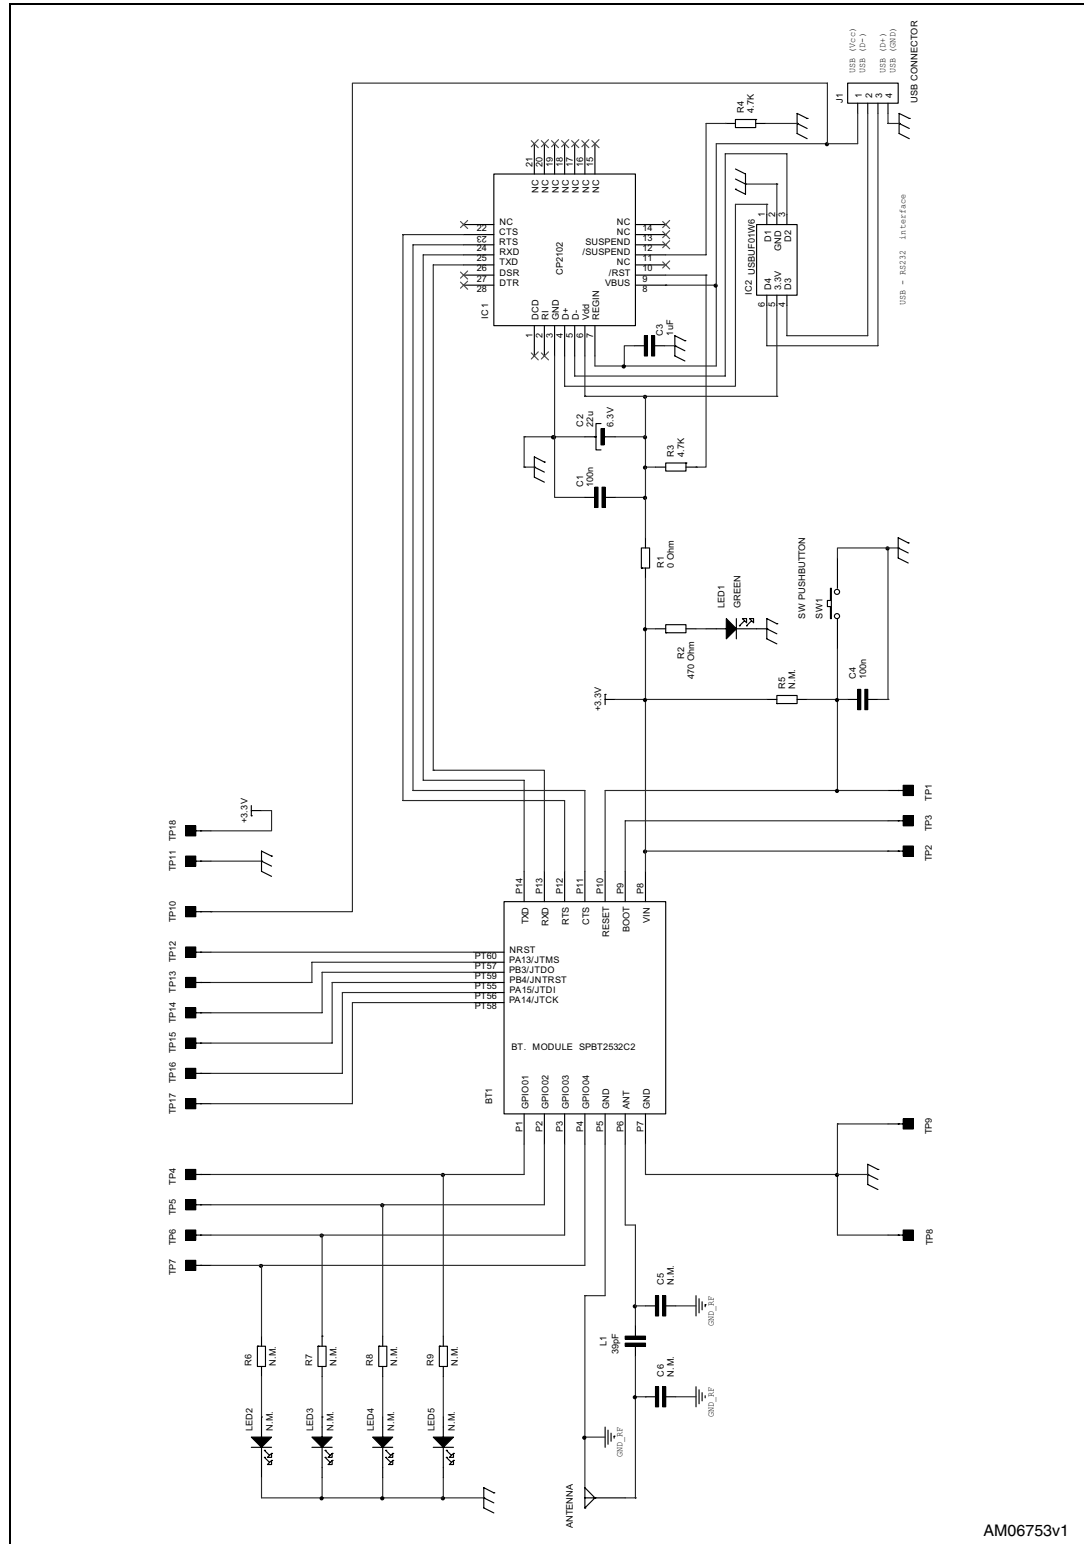 USB (Vcc)
USB (D-)
USB (D+)
USB (GND)
J1
1
2
3
4
USB CONNECTOR
R4
4.7K
USB - RS232 interface
21
20
19
18
17
16
15
NC
NC
NC
NC
NC
NC
NC
NC
CTS
RTS
RXD
TXD
DSR
DTR
22
23
24
25
26
27
28
CP2102
IC1
NC
NC
SUSPEND
/SUSPEND
NC
/RST
VBUS
14
13
12
11
10
9
8
DCD
RI
GND
D+
D-
Vdd
REGIN
1
2
3
4
5
6
7
IC2 USBUF01W6
D1
GND
D2
D4
3.3V
D3
1
2
3
6
5
4
C3
1uF
C2
22u
6.3V
C1
100n
R3
4.7K
R1
0 Ohm
R2
470 Ohm
LED1
GREEN
SW PUSHBUTTON
SW1
R5
N.M.
C4
100n
+3.3V
TP1
TP3
TP2
TP18
+3.3V
TP11
TP10
TP12
TP13
TP14
TP15
TP16
TP17
P14
P13
P12
P11
P10
P9
P8
TXD
RXD
RTS
CTS
RESET
BOOT
VIN
NRST
PA13/JTMS
PB3/JTDO
PB4/JNTRST
PA15/JTDI
PA14/JTCK
PT60
PT57
PT59
PT55
PT56
PT58
BT. MODULE SPBT2532C2
BT1
GPIO01
GPIO02
GPIO03
GPIO04
GND
ANT
GND
P1
P2
P3
P4
P5
P6
P7
TP4
TP5
TP6
TP7
TP9
TP8
R6
N.M.
R7
N.M.
R8
N.M.
R9
N.M.
LED2
N.M.
LED3
N.M.
LED4
N.M.
LED5
N.M.
L1
39pF
C5
N.M.
GND_RF
C6
N.M.
GND_RF
GND_RF
ANTENNA
AM06753v1